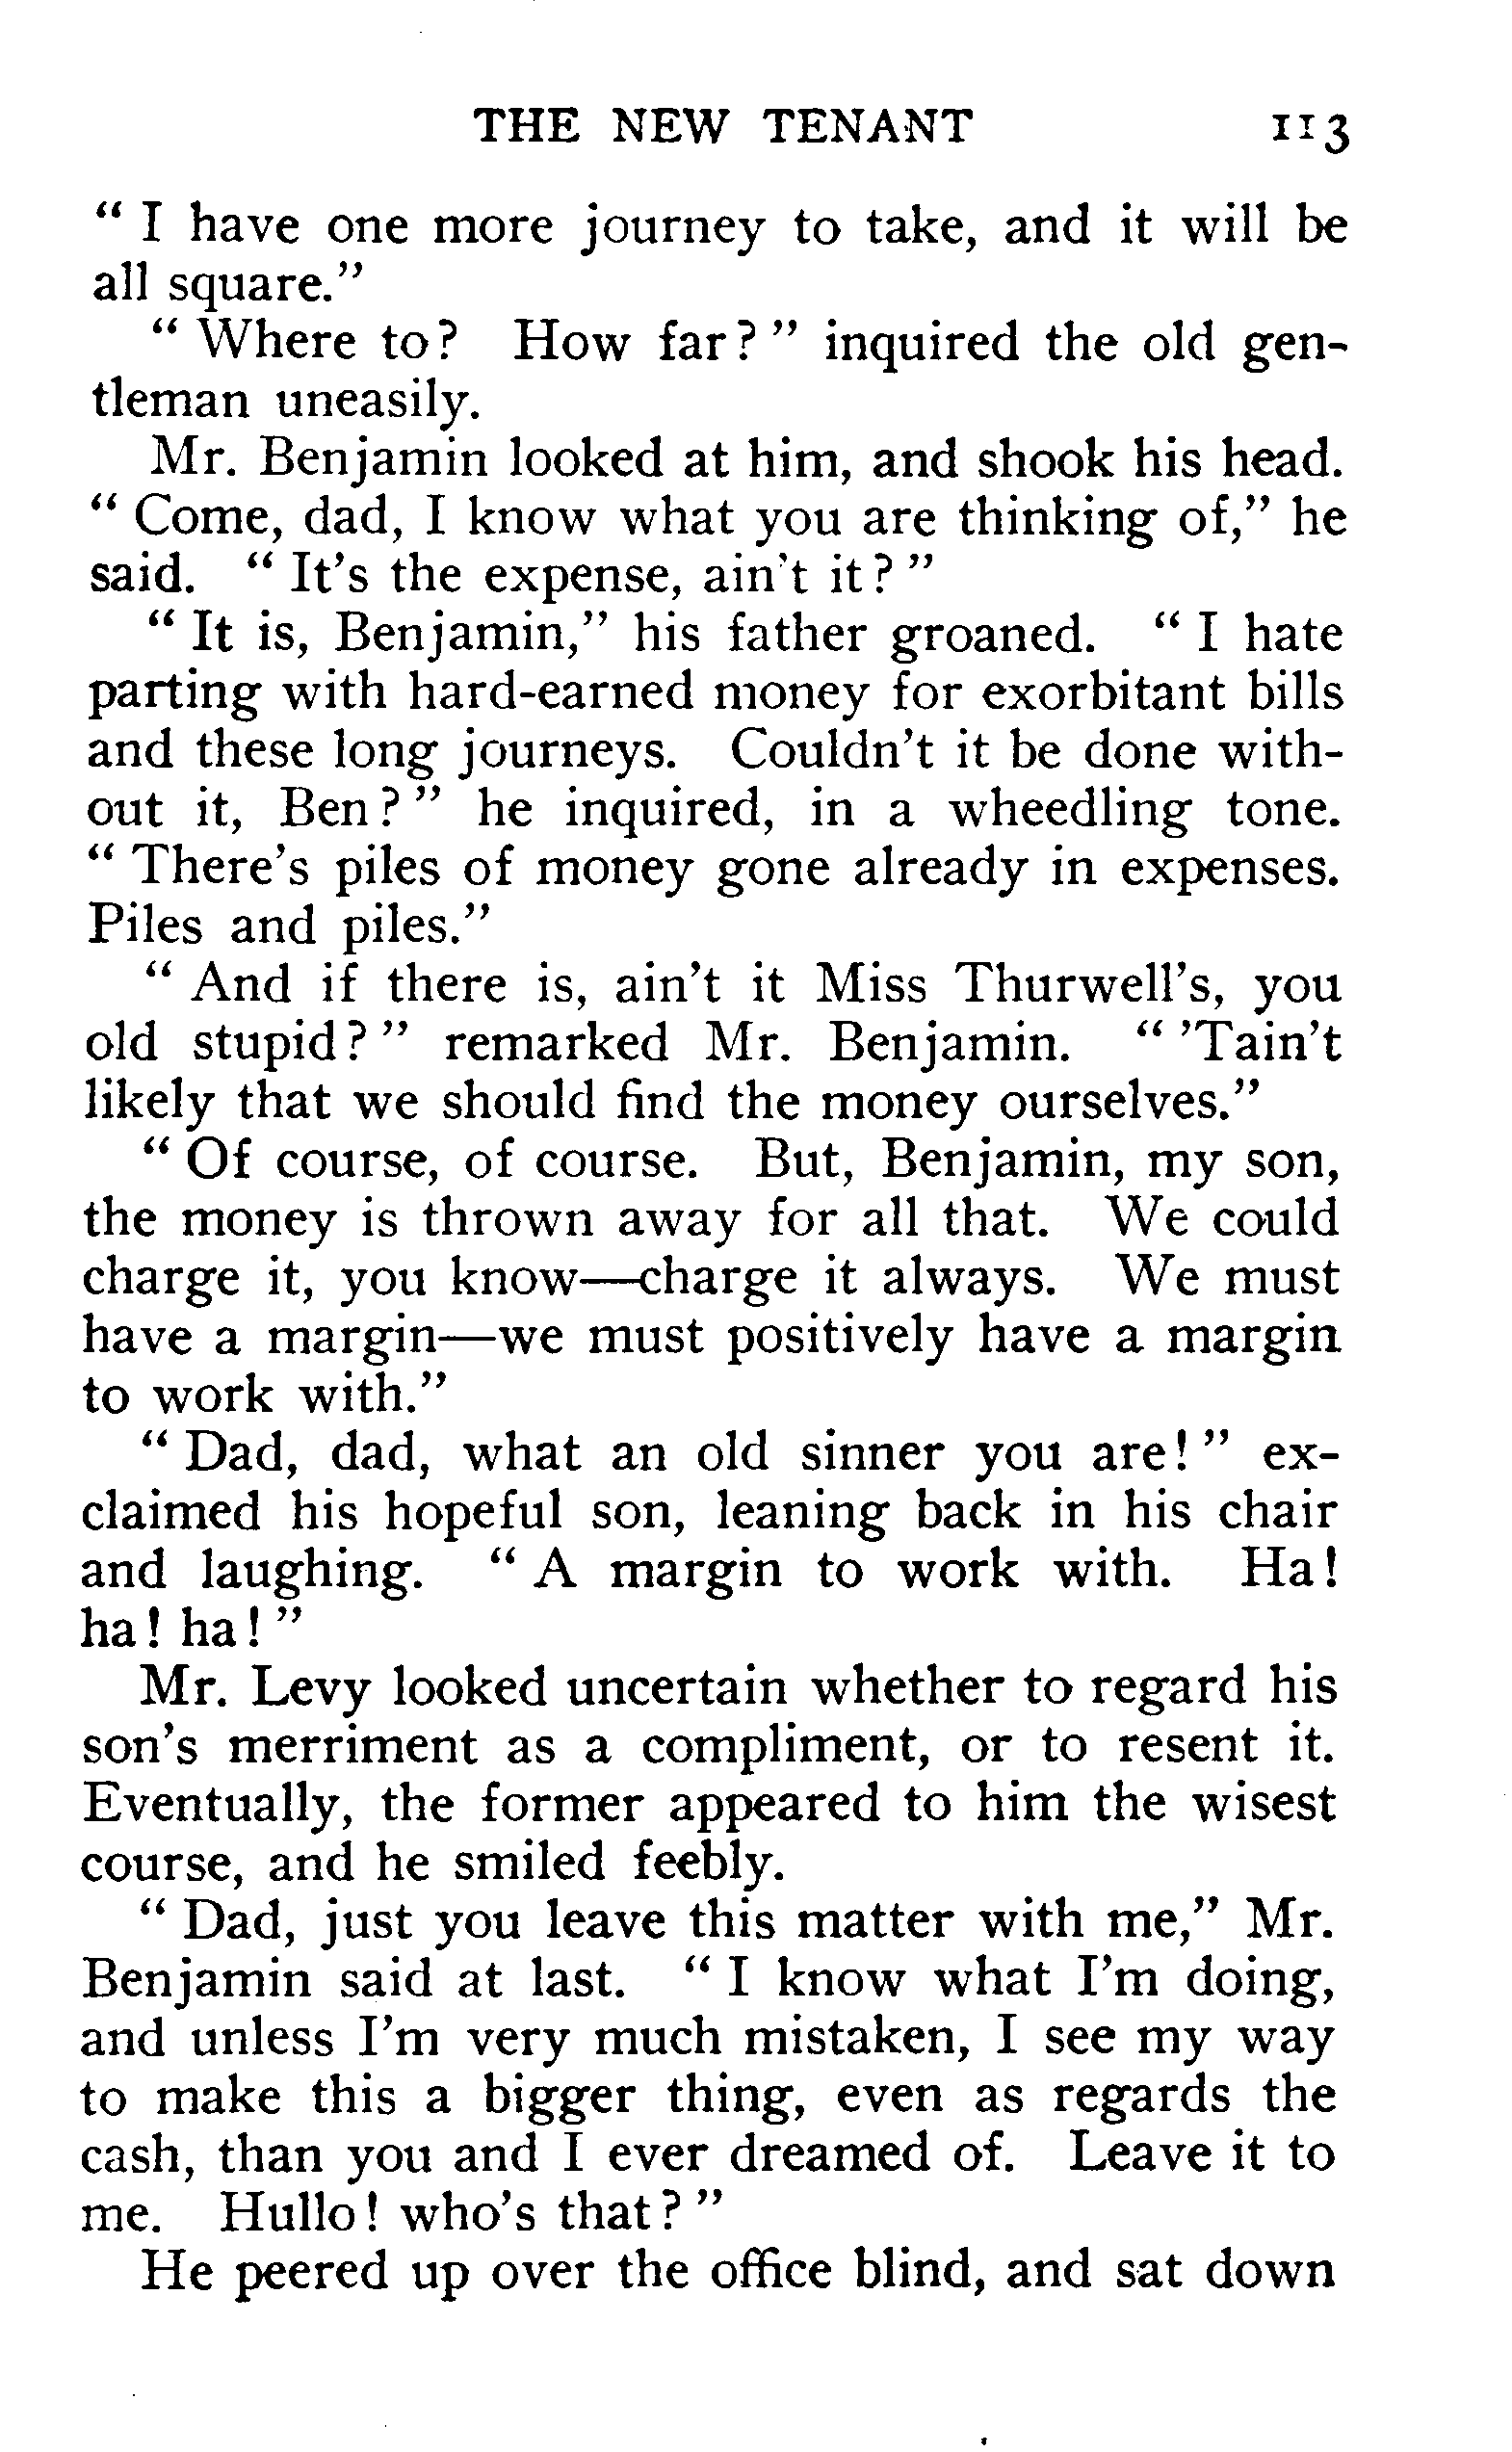 THE NEW TENANT 113
“ I have one more journey to take, and it will be
all square.”
“ Where to? How far? ” inquired the old gen-
tleman uneasily.
Mr. Benjamin looked at him, and shook his head.
“ Come, dad, I know what you are thinking of,” he
said. “ It’s the expense, ain’t it? ”
“ It is, Benjamin,” his father groaned. “ I hate
parting with hard-earned money for exorbitant bills
and these long journeys. Couldn’t it be done with-
out it, Ben? ” he inquired, in a wheedling tone.
“ There’s piles of money gone already in expenses.
Piles and piles.”
“ And if there is, ain’t it Miss Thurwell’s, you
old stupid? ” remarked Mr. Benjamin. “ ’Tain’t
likely that we should find the money ourselves.”
“ Of course, of course. But, Benjamin, my son,
the money is thrown away for all that. We could
charge it, you know—charge it always. We must
have a margin—we must positively have a margin
to work with.”
“ Dad, dad, what an old sinner you are! ” ex-
claimed his hopeful son, leaning back in his chair
and laughing. “ A margin to work with. Ha!
ha! ha! ”
Mr. Levy looked uncertain whether to regard his
son’s merriment as a compliment, or to resent it.
Eventually, the former appeared to him the wisest
course, and he smiled feebly.
“ Dad, just you leave this matter with me,” Mr.
Benjamin said at last. “ I know what I’m doing,
and unless I’m very much mistaken, I see my way
to make this a bigger thing, even as regards the
cash, than you and I ever dreamed of. Leave it to
me. Hullo! who’s that? ”
He peered up over the office blind, and sat down